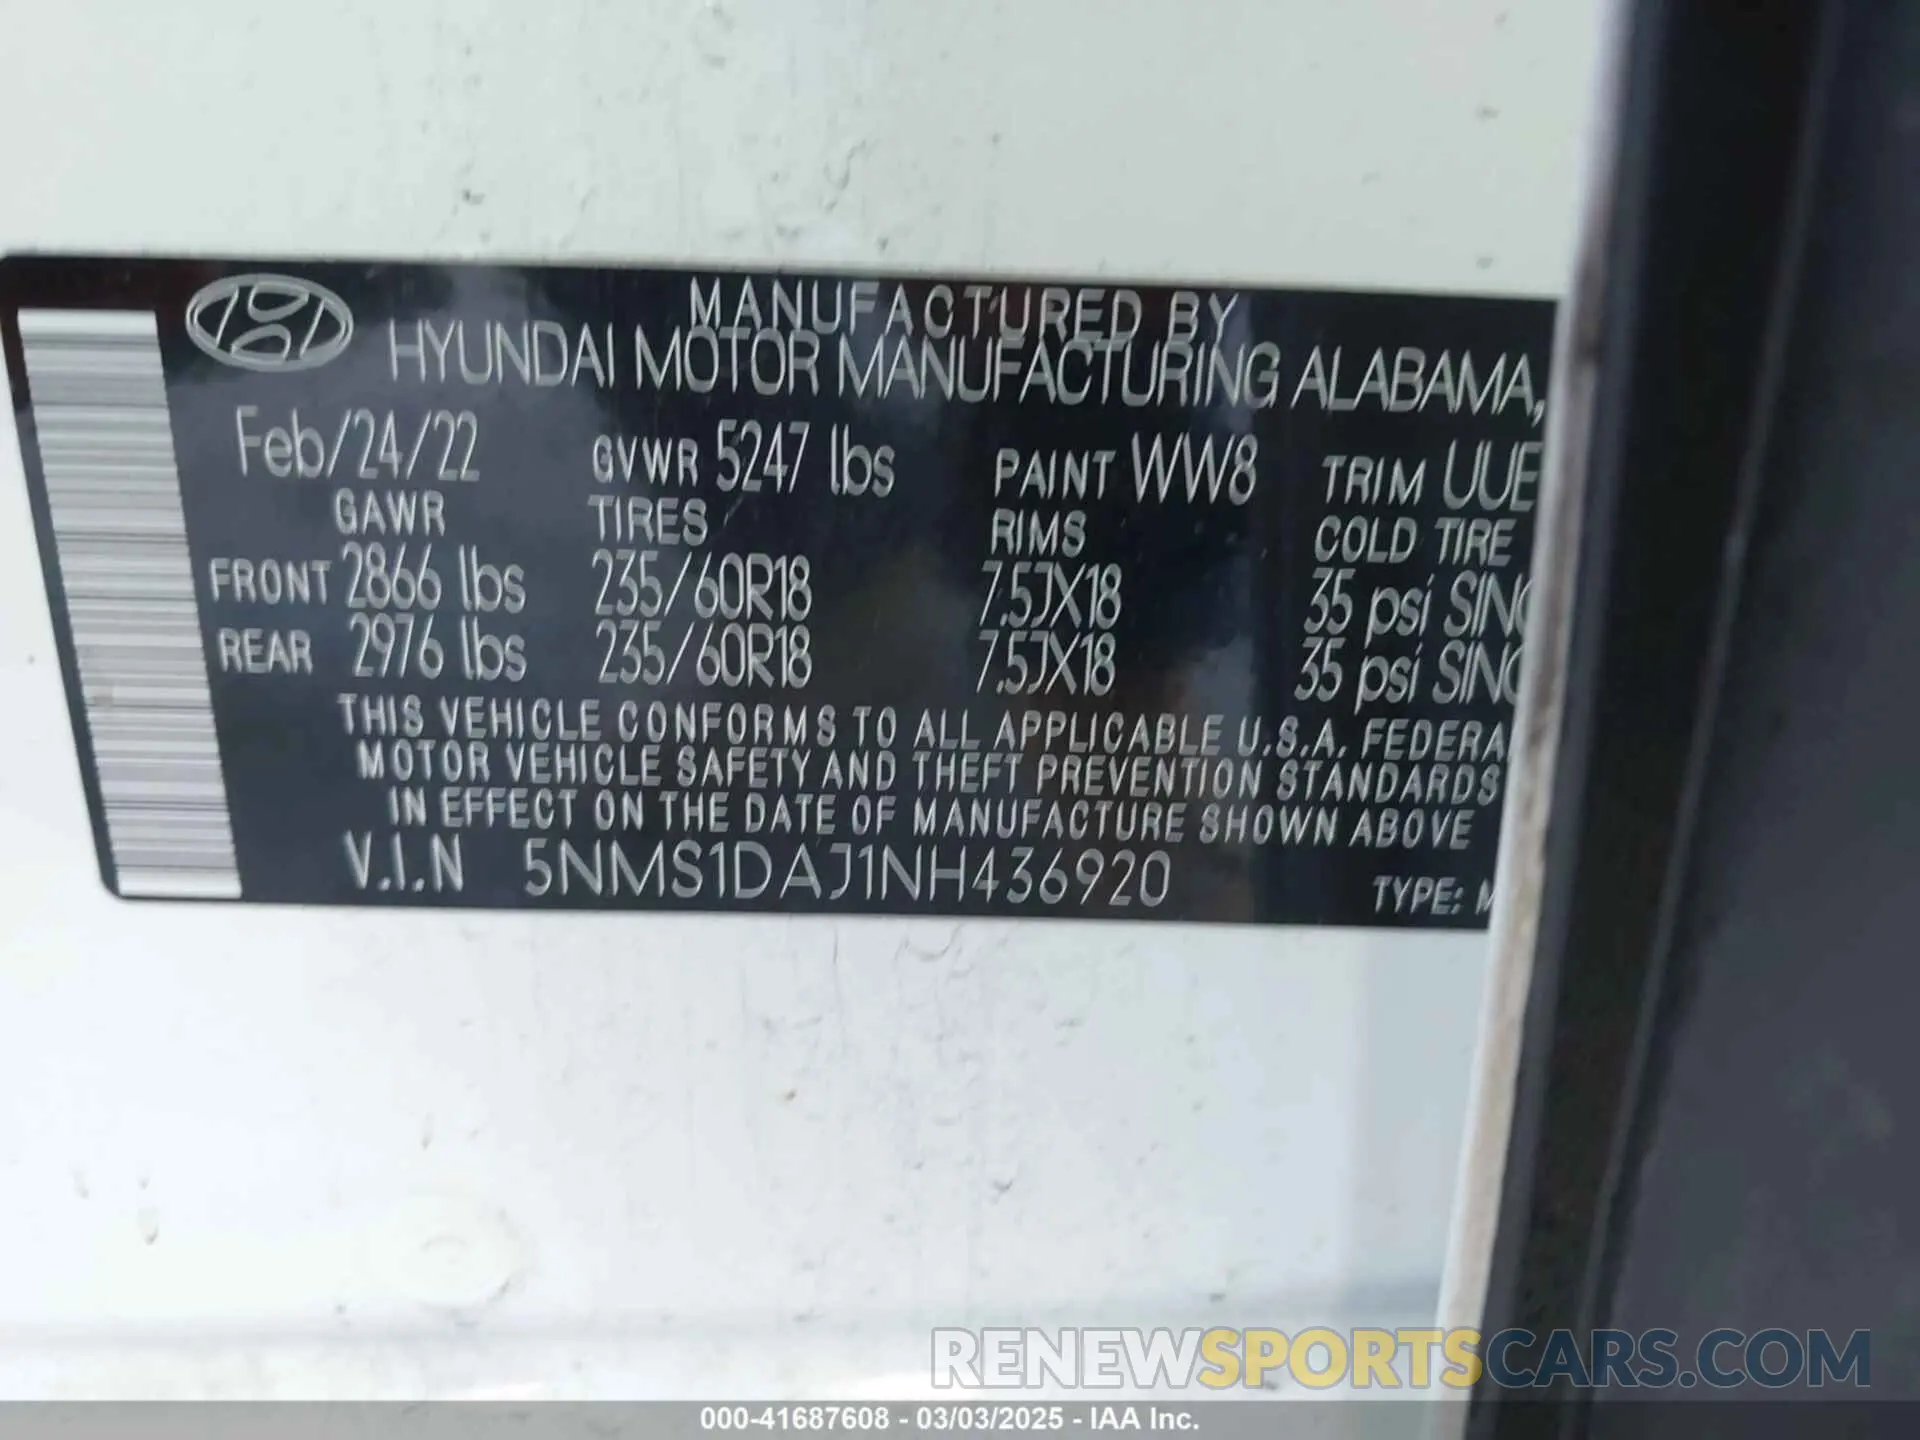 MANUFACTURED BY
HYUNDAI MOTOR MANUFACTURING ALABAMA,
Feb/24/22 GVWR 5247 lbs PAINT WW8 TRIM UUE
GAWR TIRES RIMS COLD TIRE
FRONT 2866 lbs 235/60R18 7.5JX18 35 psi SING
REAR 2976 lbs 235/60R18 7.5JX18 35 psi SING
THIS VEHICLE CONFORMS TO ALL APPLICABLE U.S.A. FEDERA
MOTOR VEHICLE SAFETY AND THEFT PREVENTION STANDARDS
IN EFFECT ON THE DATE OF MANUFACTURE SHOWN ABOVE
V.I.N 5NMS1DAJ1NH436920 TYPE: M
RENEWSPORTSCARS.COM
000-41687608 - 03/03/2025 - IAA Inc.